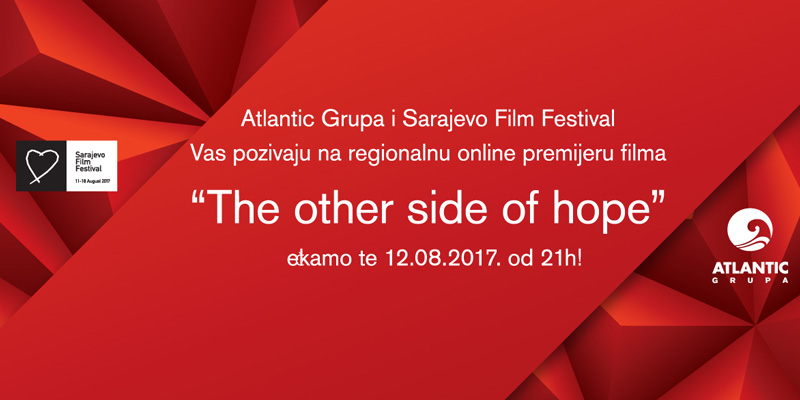 Atlantic Grupa i Sarajevo Film Festival
Vas pozivaju na regionalnu online premijeru filma
“The other side of hope”
ekamo te 12.08.2017. od 21h!
Sarajevo
Film
Festival
11-18 August 2017
ATLANTIC
GRUPA